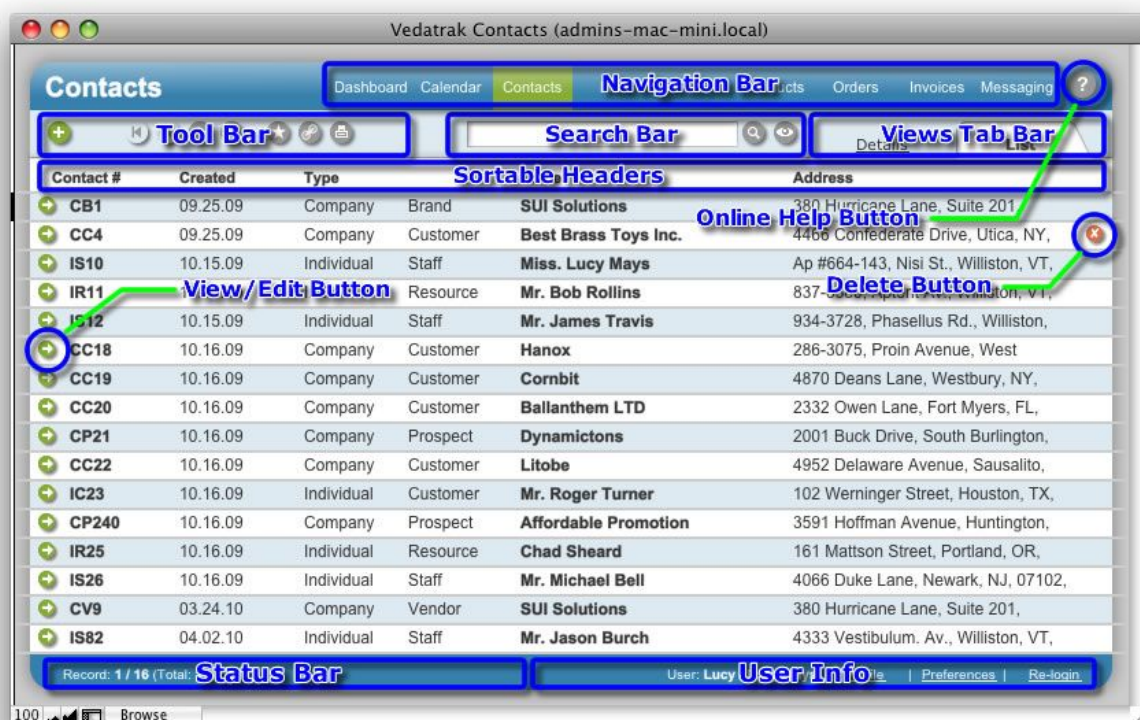 Vedatrak Contacts (admins-mac-mini.local)
Contacts
Dashboard Calendar Contacts Navigation Bar Orders Invoices Messaging ?
Tool Bar Search Bar Details List Views Tab Bar
Contact # Created Type Sortable Headers Address
CB1 09.25.09 Company Brand SUI Solutions 380 Hurricane Lane, Suite 201,
Online Help Button
CC4 09.25.09 Company Customer Best Brass Toys Inc. 4466 Confederate Drive, Utica, NY,
IS10 10.15.09 Individual Staff Miss. Lucy Mays Ap #664-143, Nisi St., Williston, VT,
IR11 View/Edit Button Resource Mr. Bob Rollins Delete Button
IS12 10.15.09 Individual Staff Mr. James Travis 934-3728, Phasellus Rd., Williston,
CC18 10.16.09 Company Customer Hanox 286-3075, Proin Avenue, West
CC19 10.16.09 Company Customer Cornbit 4870 Deans Lane, Westbury, NY,
CC20 10.16.09 Company Customer Ballanthem LTD 2332 Owen Lane, Fort Myers, FL,
CP21 10.16.09 Company Prospect Dynamictons 2001 Buck Drive, South Burlington,
CC22 10.16.09 Company Customer Litobe 4952 Delaware Avenue, Sausalito,
IC23 10.16.09 Individual Customer Mr. Roger Turner 102 Werninger Street, Houston, TX,
CP240 10.16.09 Company Prospect Affordable Promotion 3591 Hoffman Avenue, Huntington,
IR25 10.16.09 Individual Resource Chad Sheard 161 Mattson Street, Portland, OR,
IS26 10.16.09 Individual Staff Mr. Michael Bell 4066 Duke Lane, Newark, NJ, 07102,
CV9 03.24.10 Company Vendor SUI Solutions 380 Hurricane Lane, Suite 201,
IS82 04.02.10 Individual Staff Mr. Jason Burch 4333 Vestibulum. Av., Williston, VT,
Record: 1 / 16 (Total: Status Bar User: Lucy User Info | Preferences | Re-login
100 Browse